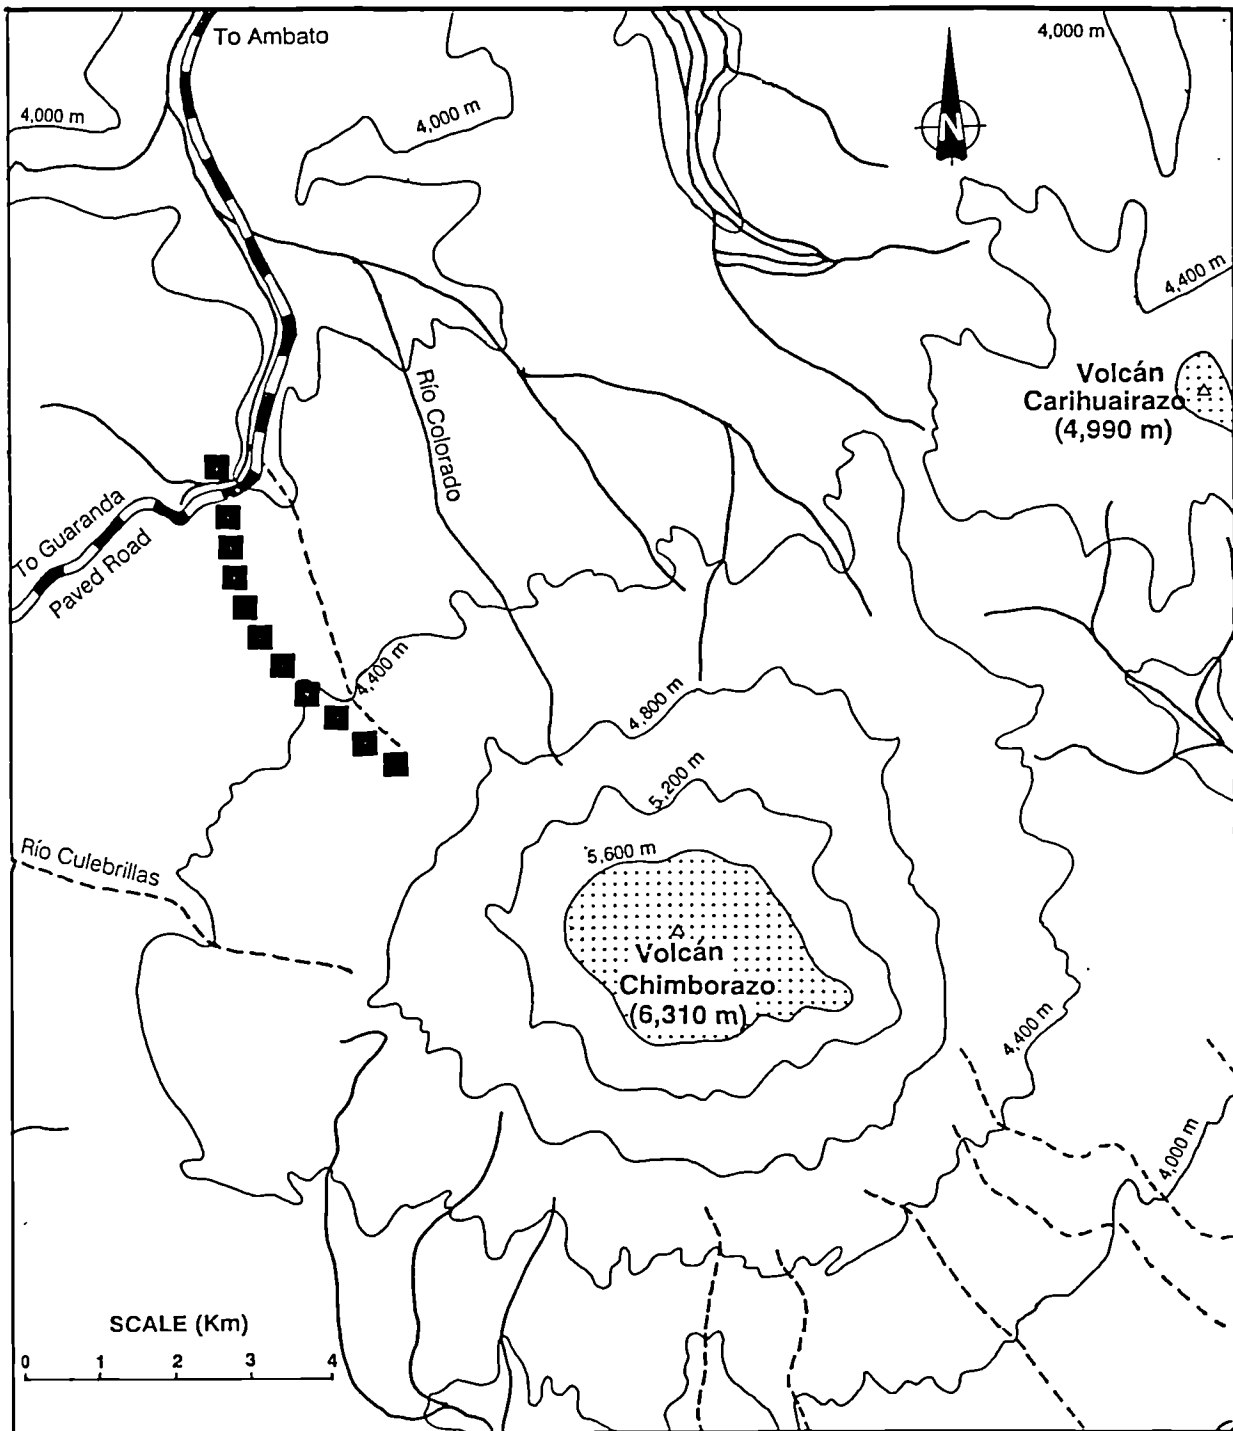 To Ambato
4,000 m
4,000 m
4,000 m
N
4,400 m
Volcán
Carihuairazo
(4,990 m)
Río Colorado
To Guaranda
Paved Road
4,400 m
4,800 m
5,200 m
5,600 m
Río Culebrillas
Volcán
Chimborazo
(6,310 m)
4,400 m
4,000 m
SCALE (Km)
0 1 2 3 4